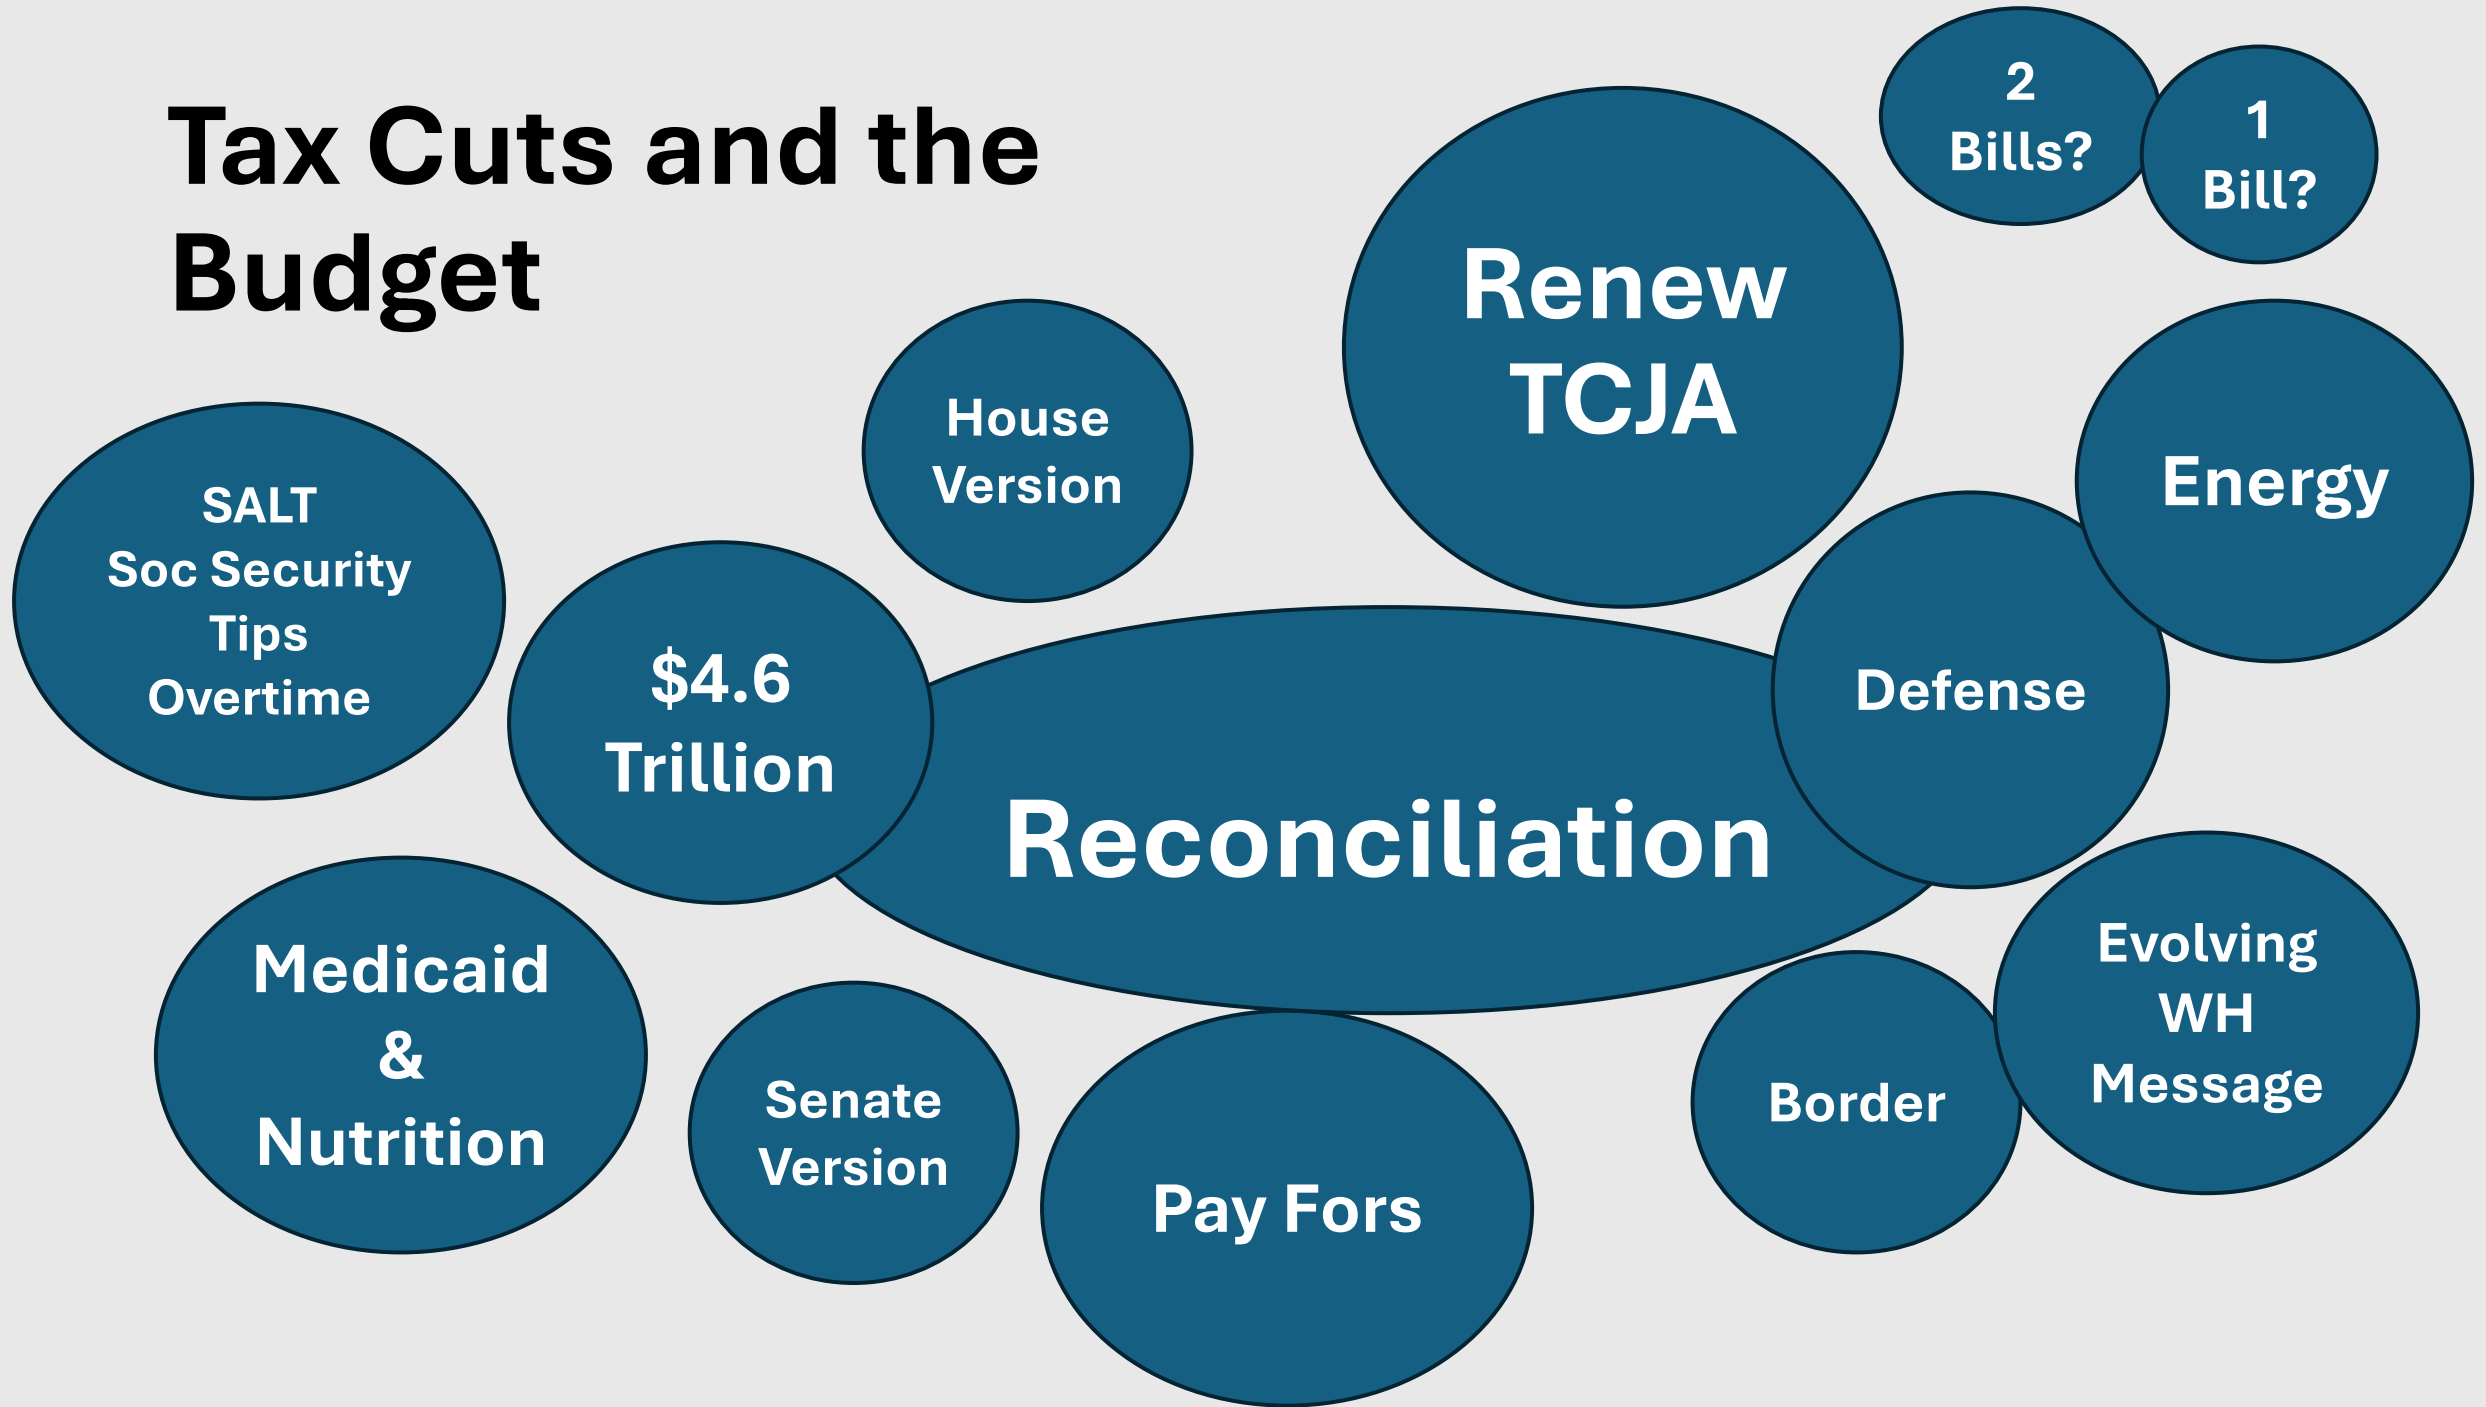 Tax Cuts and the
Budget
2
Bills?
1
Bill?
Renew
TCJA
House
Version
Energy
SALT
Soc Security
Tips
Overtime
$4.6
Trillion
Defense
Reconciliation
Medicaid
&
Nutrition
Senate
Version
Pay Fors
Border
Evolving
WH
Message